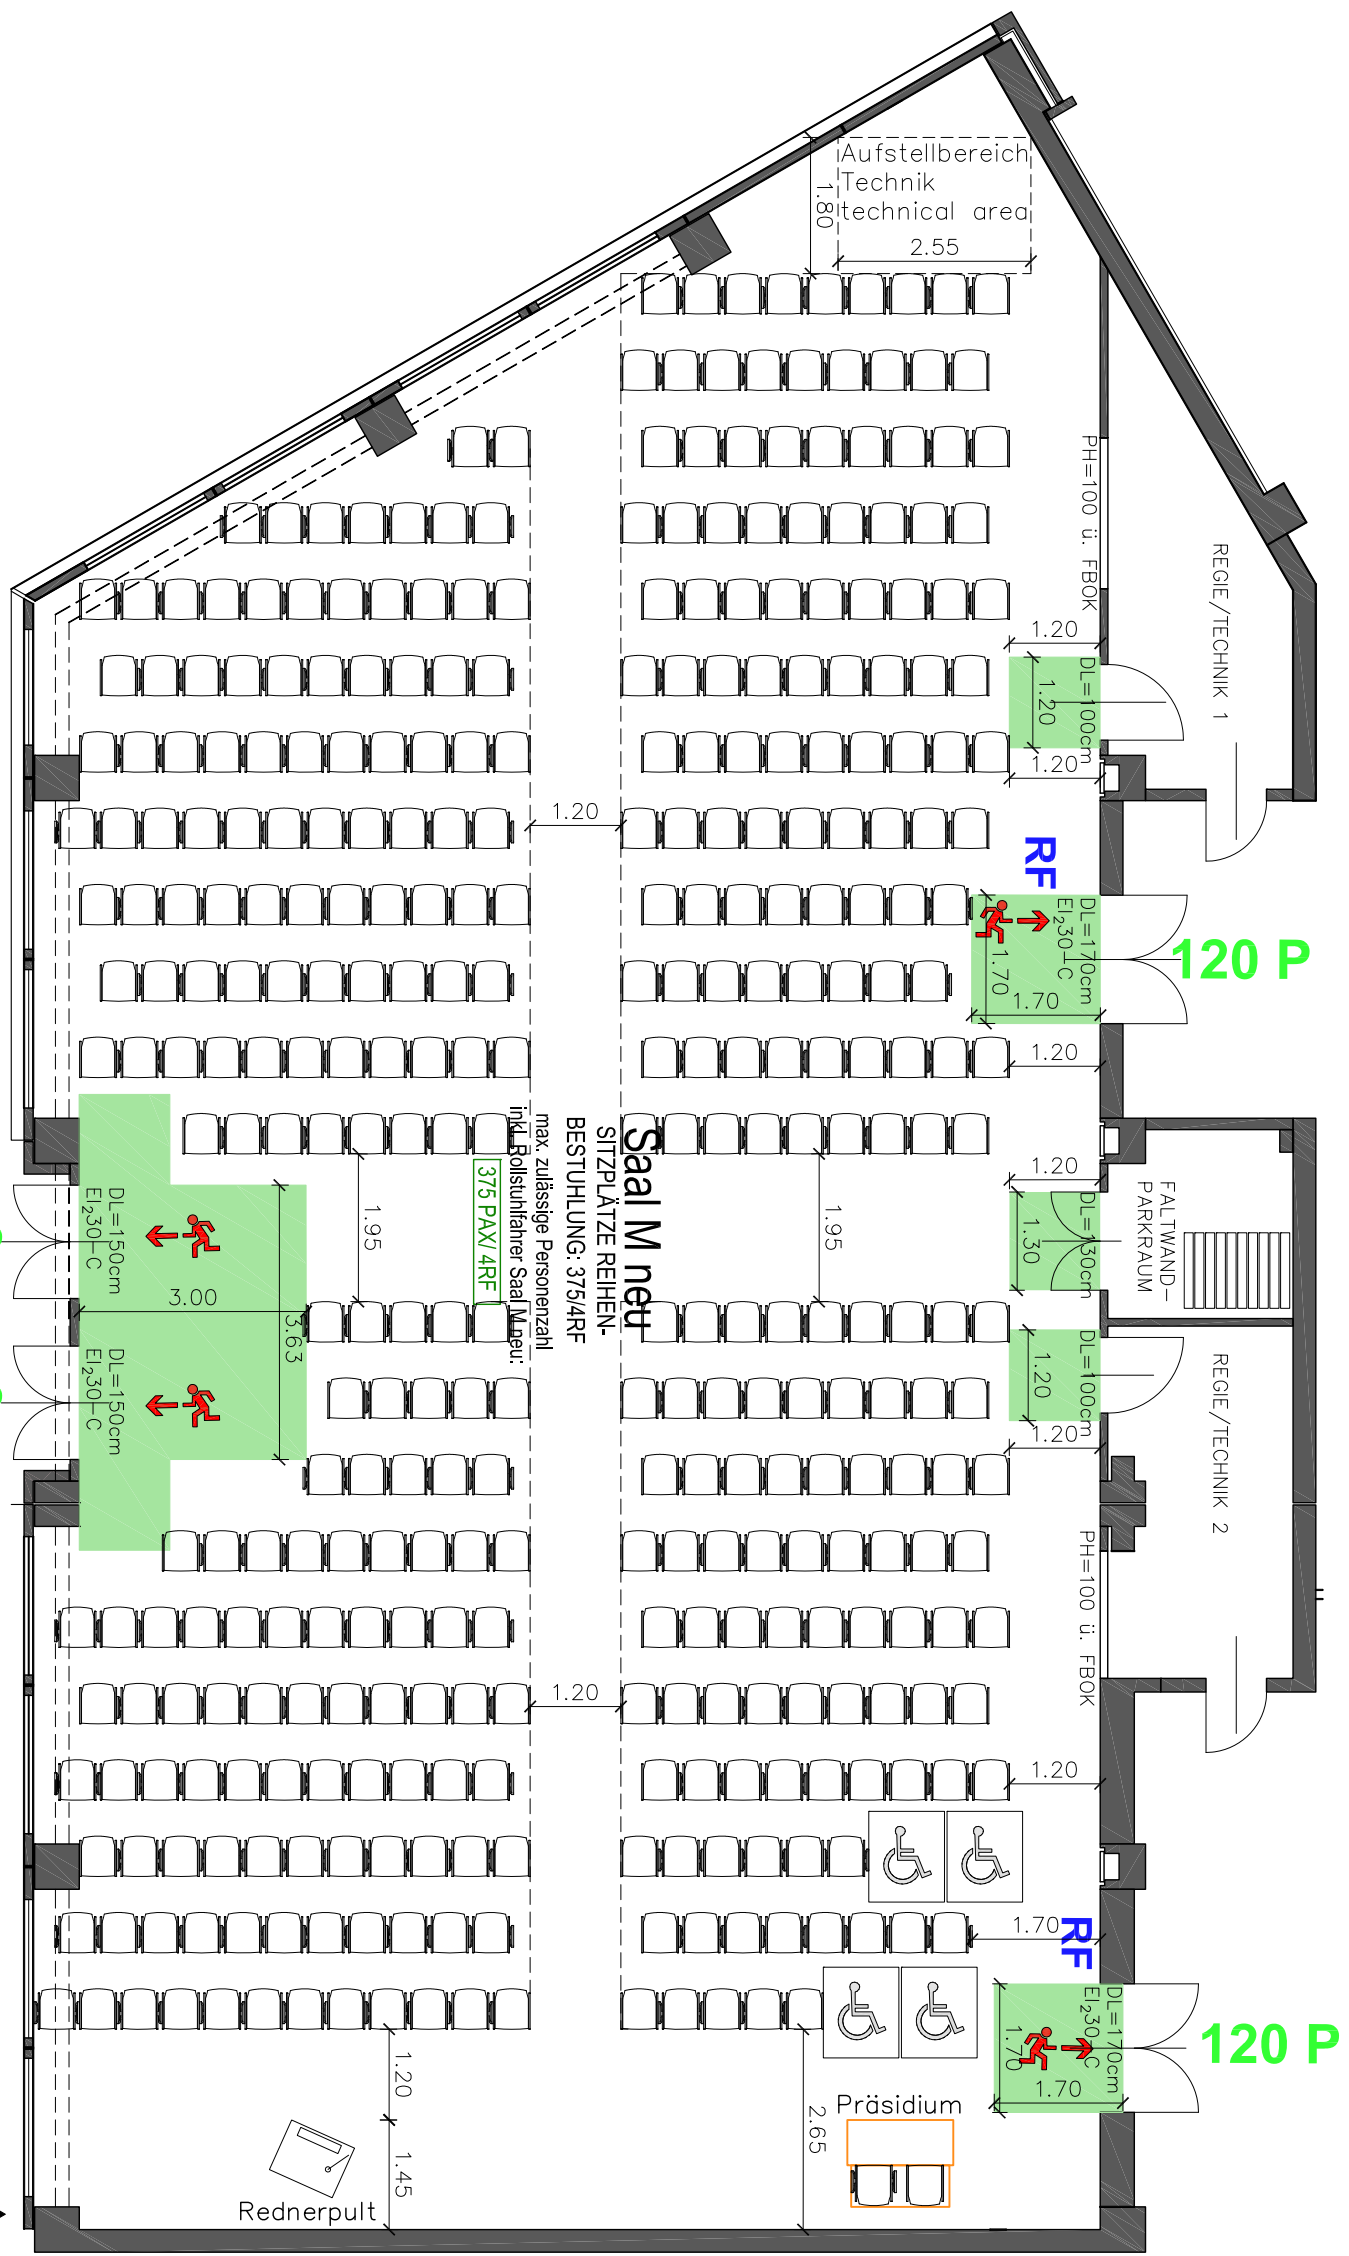 Aufstellbereich
Technik
technical area
1.80
2.55
PH=100 ü. FBOK
REGIE/TECHNIK 1
1.20
DL=100cm
1.20
1.20
1.20
RF
DL=170cm
EI₂30-C
1.70
1.70
120 P
1.20
1.20
DL=130cm
1.30
FALTWAND-
PARKRAUM
Saal M neu
SITZPLÄTZE REIHEN-
BESTUHLUNG: 375/4RF
max. zulässige Personenzahl
inkl. Rollstuhlfahrer Saal M neu:
375 PAX/ 4RF
1.95
1.95
DL=150cm
EI₂30-C
3.00
3.63
DL=150cm
EI₂30-C
DL=100cm
1.20
1.20
REGIE/TECHNIK 2
PH=100 ü. FBOK
1.20
1.20
1.70
RF
DL=170cm
EI₂30-C
1.70
1.70
120 P
1.20
1.45
2.65
Präsidium
Rednerpult